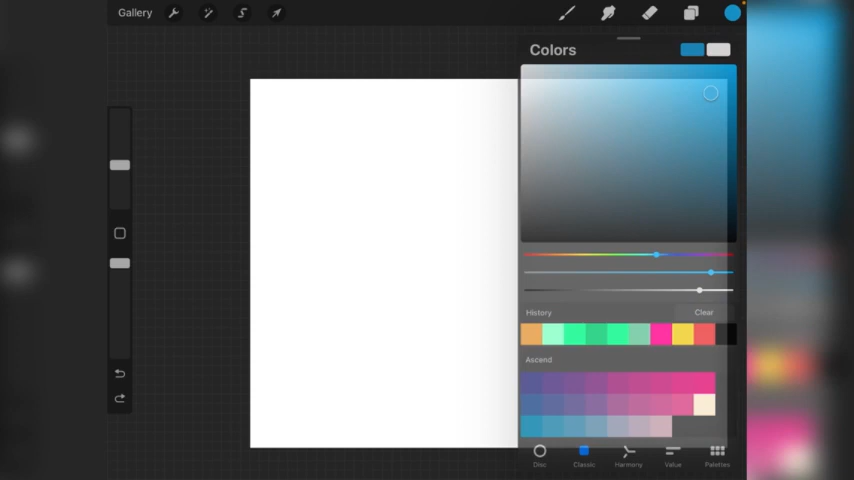 Gallery
Colors
History
Clear
Ascend
Disc
Classic
Harmony
Value
Palettes